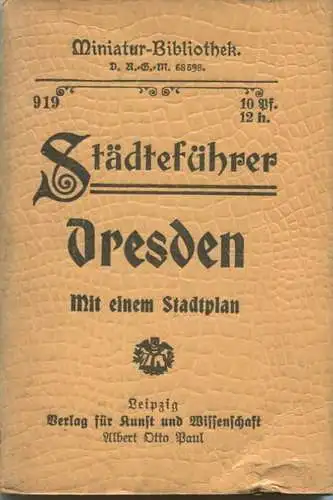 Miniatur-Bibliothek.
D. R.-G.-M. 68598.
919
10 Pf.
12 h.
Städteführer
Dresden
Mit einem Stadtplan
Leipzig
Verlag für Kunst und Wissenschaft
Albert Otto Paul